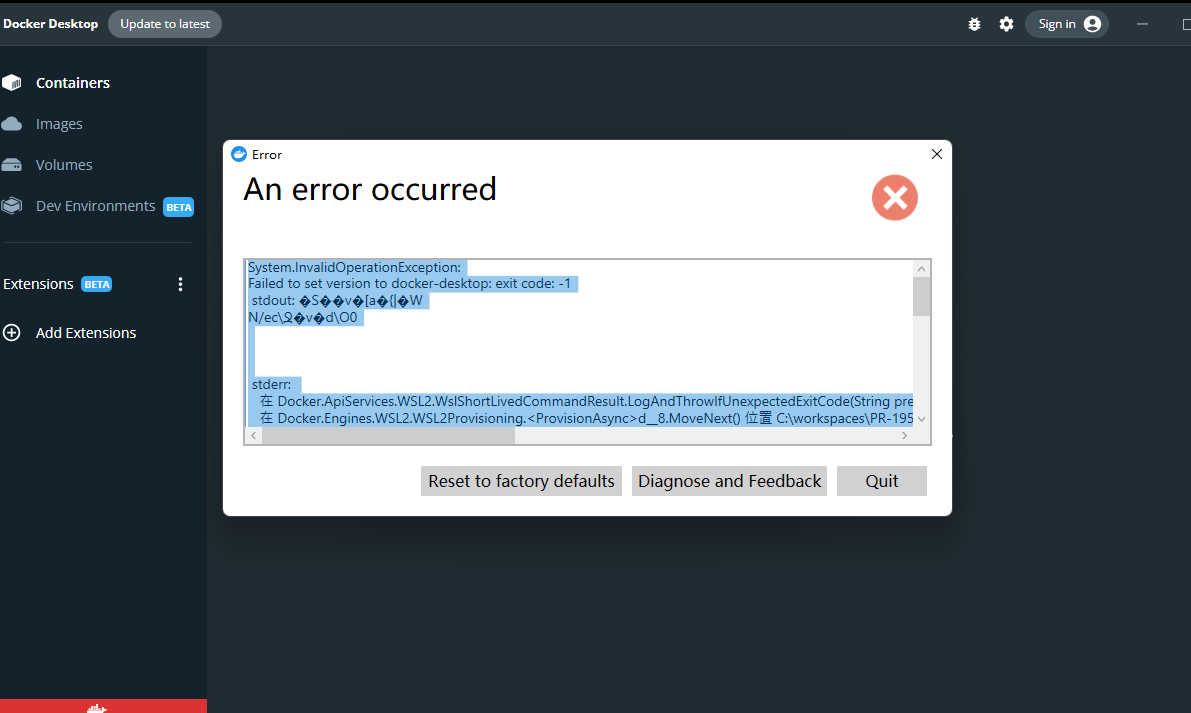 Docker Desktop
Update to latest
Sign in
Containers
Images
Volumes
Dev Environments
BETA
Extensions
BETA
Add Extensions
Error
An error occurred
System.InvalidOperationException:
Failed to set version to docker-desktop: exit code: -1
stdout: �S��v�[a�{|�W
N/ec\Ձ�v�d\O0
stderr:
在 Docker.ApiServices.WSL2.WslShortLivedCommandResult.LogAndThrowIfUnexpectedExitCode(String pre
在 Docker.Engines.WSL2.WSL2Provisioning.<ProvisionAsync>d__8.MoveNext() 位置 C:\workspaces\PR-195
Reset to factory defaults
Diagnose and Feedback
Quit